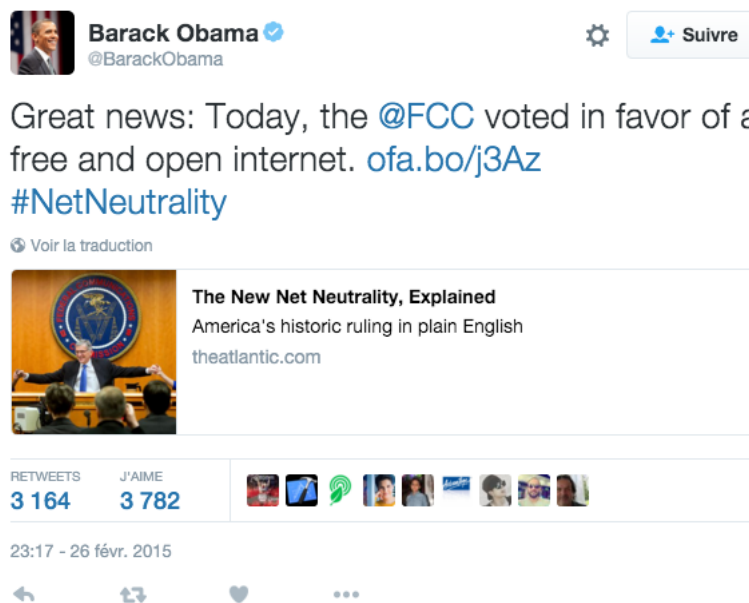 Barack Obama
@BarackObama
Suivre
Great news: Today, the @FCC voted in favor of a
free and open internet. ofa.bo/j3Az
#NetNeutrality
Voir la traduction
The New Net Neutrality, Explained
America's historic ruling in plain English
theatlantic.com
RETWEETS J'AIME
3 164 3 782
23:17 - 26 févr. 2015